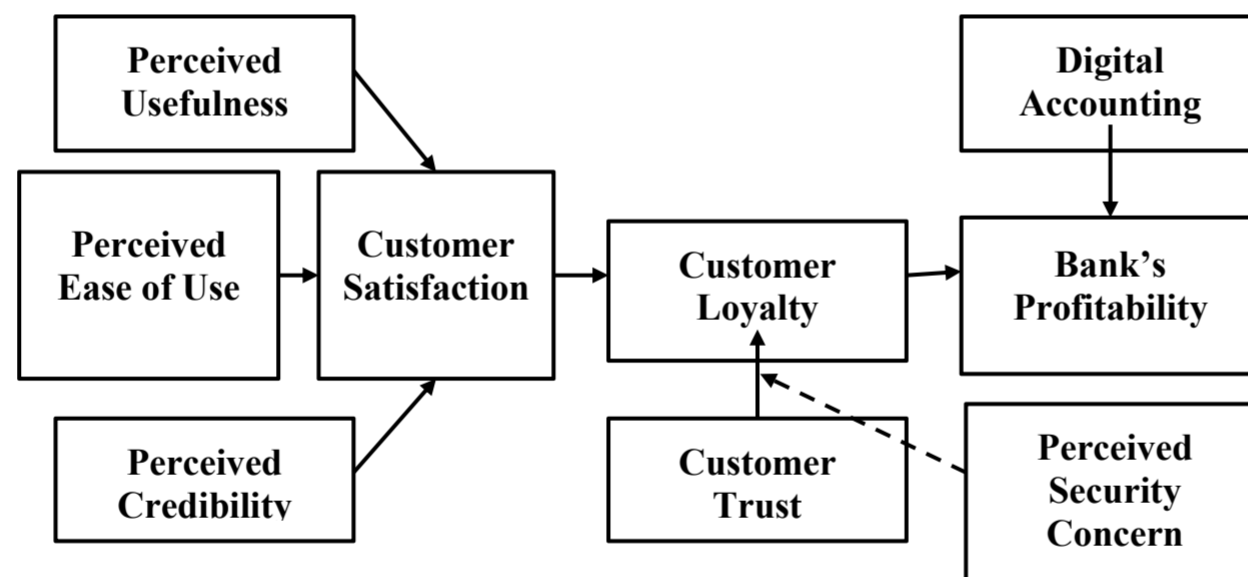 Perceived
Usefulness
Digital
Accounting
Perceived
Ease of Use
Customer
Satisfaction
Customer
Loyalty
Bank’s
Profitability
Perceived
Credibility
Customer
Trust
Perceived
Security
Concern